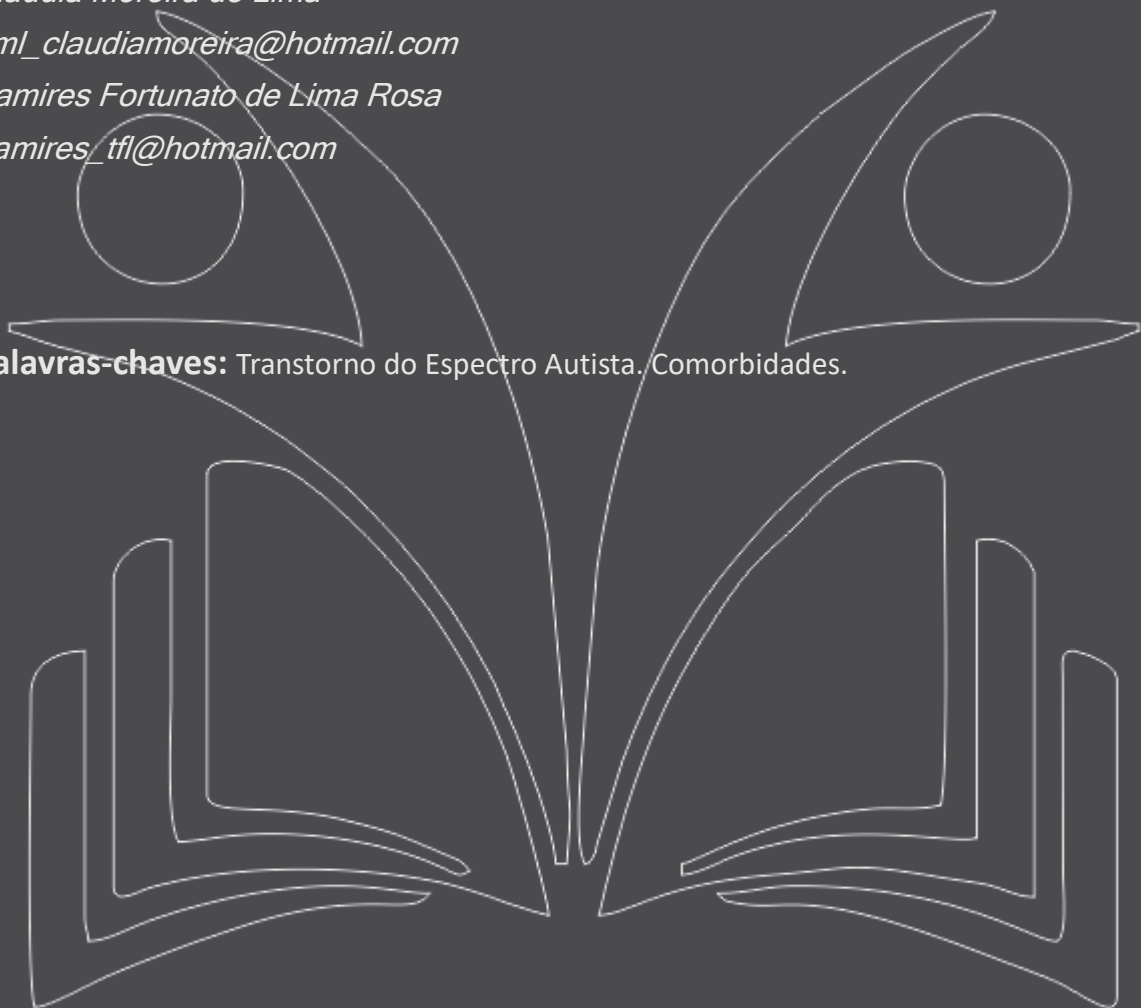 ml_claudiamoreira@hotmail.com
amires Fortunato de Lima Rosa
amires_tfl@hotmail.com
alavras-chaves: Transtorno do Espectro Autista. Comorbidades.